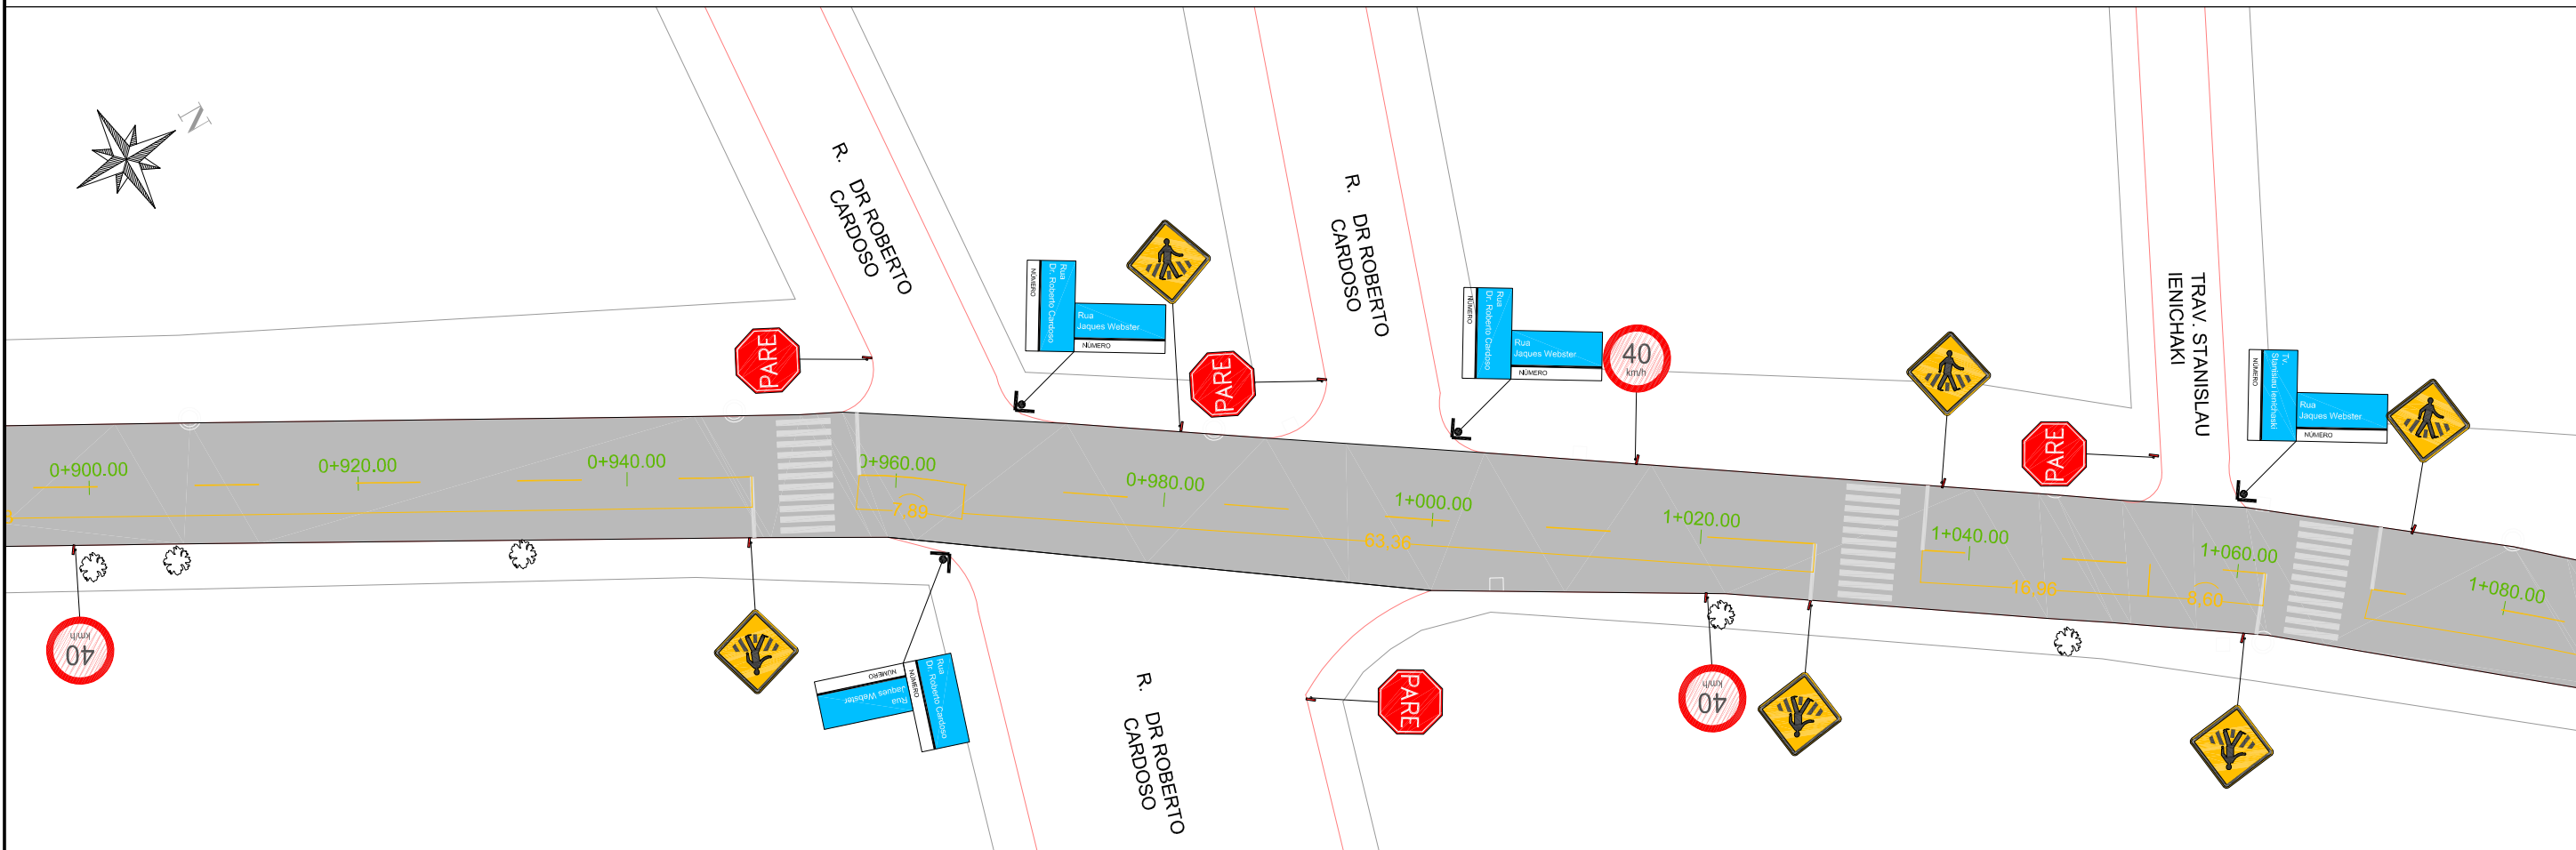 N
R.
DR ROBERTO
CARDOSO
R.
DR ROBERTO
CARDOSO
TRAV. STANISLAU
IENICHAKI
Rua
Dr. Roberto Cardoso
NÚMERO
Rua
Jaques Webster
NÚMERO
PARE
PARE
Rua
Dr. Roberto Cardoso
NÚMERO
Rua
Jaques Webster
NÚMERO
40
km/h
PARE
Tv.
Stanislau Ienichaski
NÚMERO
Rua
Jaques Webster
NÚMERO
0+900.00
0+920.00
0+940.00
0+960.00
0+980.00
1+000.00
1+020.00
1+040.00
1+060.00
1+080.00
7,89
63,36
16,96
8,60
40
km/h
Rua
Jaques Webster
NÚMERO
Rua
Dr. Roberto Cardoso
NÚMERO
R.
DR ROBERTO
CARDOSO
PARE
40
km/h